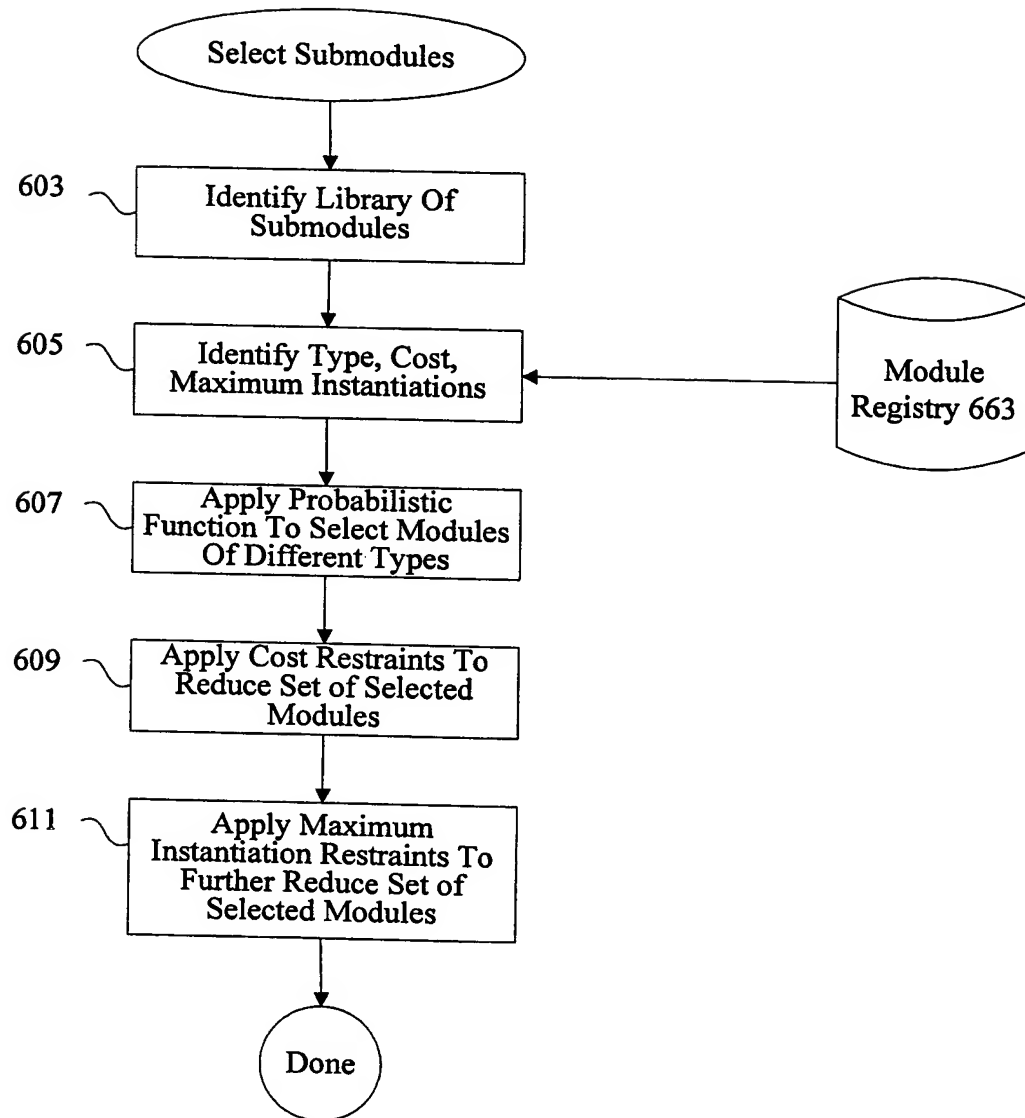 Select Submodules
603
Identify Library Of
Submodules
605
Identify Type, Cost,
Maximum Instantiations
Module
Registry 663
607
Apply Probabilistic
Function To Select Modules
Of Different Types
609
Apply Cost Restraints To
Reduce Set of Selected
Modules
611
Apply Maximum
Instantiation Restraints To
Further Reduce Set of
Selected Modules
Done